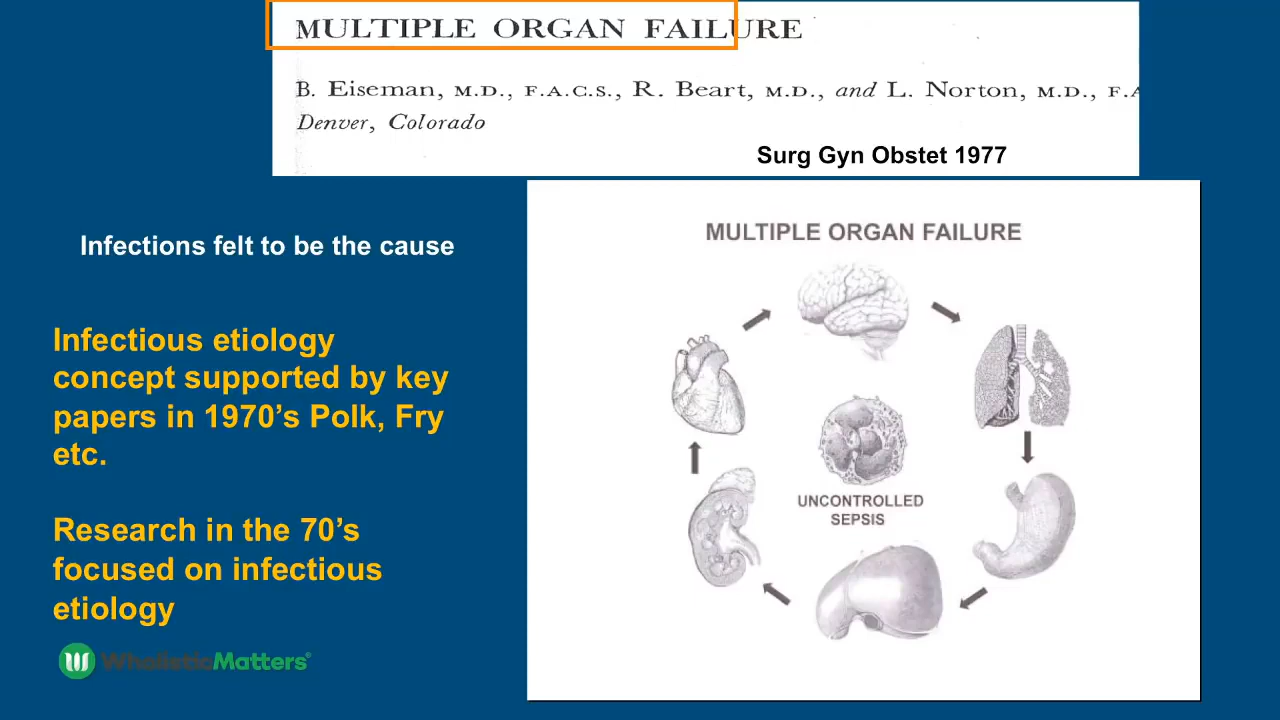 MULTIPLE ORGAN FAILURE
B. Eiseman, M.D., F.A.C.S., R. Beart, M.D., and L. Norton, M.D., F.A
Denver, Colorado
Surg Gyn Obstet 1977
Infections felt to be the cause
Infectious etiology
concept supported by key
papers in 1970’s Polk, Fry
etc.
Research in the 70’s
focused on infectious
etiology
WholisticMatters®
MULTIPLE ORGAN FAILURE
UNCONTROLLED
SEPSIS